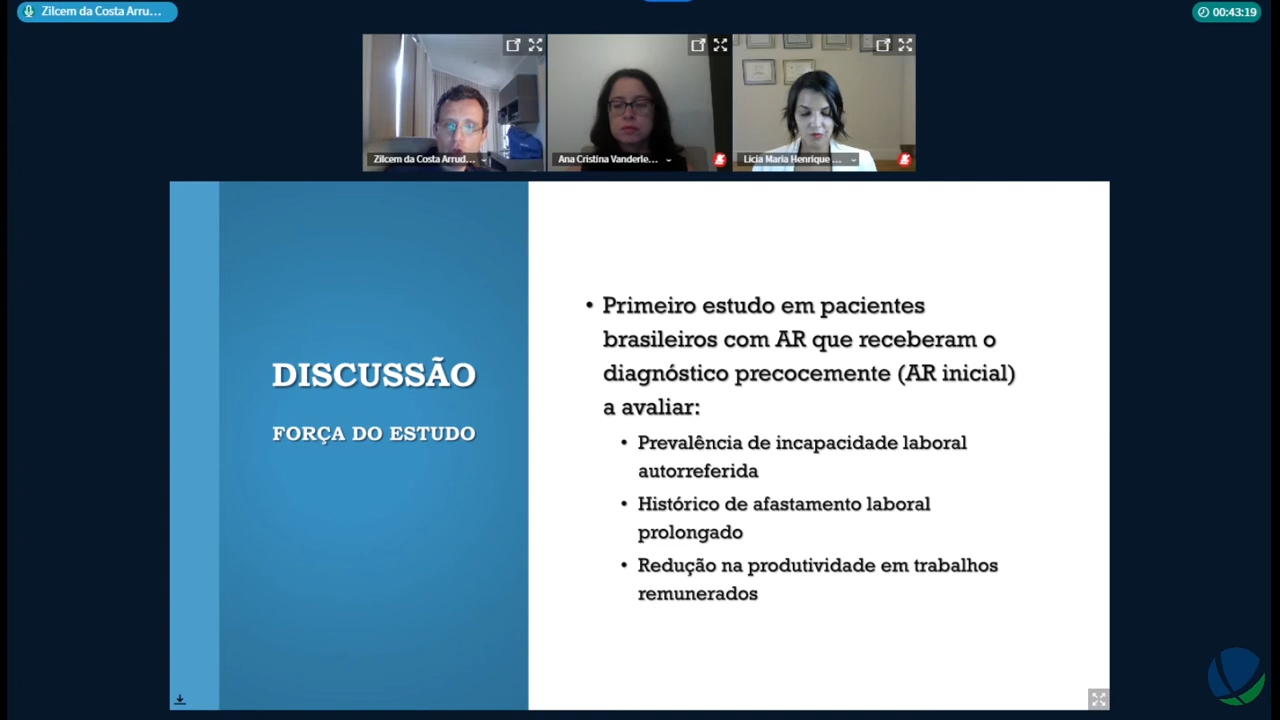 Zilcem da Costa Arru...
00:43:19
Zilcem da Costa Arrud...
Ana Cristina Vanderle...
Licia Maria Henrique ...
DISCUSSÃO
FORÇA DO ESTUDO
• Primeiro estudo em pacientes
brasileiros com AR que receberam o
diagnóstico precocemente (AR inicial)
a avaliar:
• Prevalência de incapacidade laboral
autorreferida
• Histórico de afastamento laboral
prolongado
• Redução na produtividade em trabalhos
remunerados